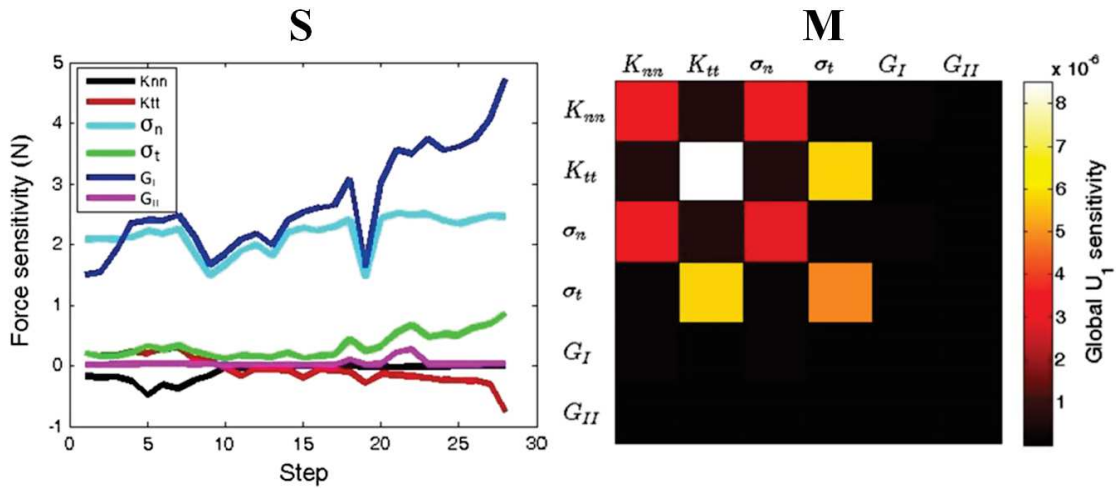 S
M
Force sensitivity (N)
5
4
3
2
1
0
-1
Knn
Ktt
σn
σt
GI
GII
0
5
10
15
20
25
30
Step
Knn Ktt σn σt GI GII
Knn
Ktt
σn
σt
GI
GII
x 10⁻⁶
8
7
6
5
4
3
2
1
0
Global U₁ sensitivity